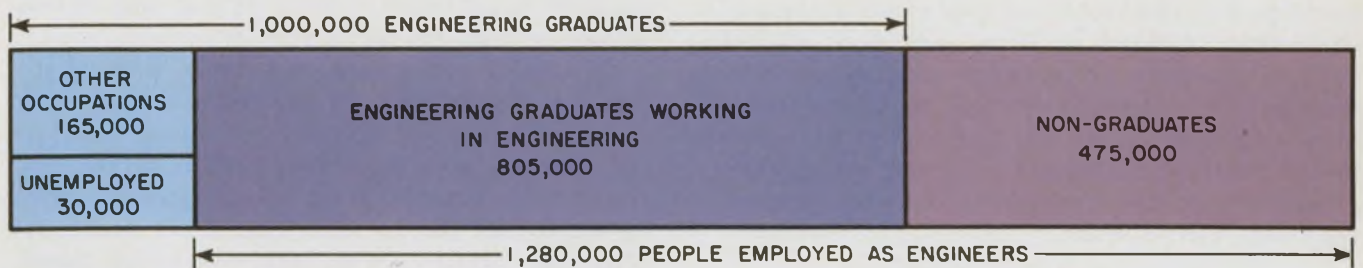 1,000,000 ENGINEERING GRADUATES
OTHER
OCCUPATIONS
165,000
UNEMPLOYED
30,000
ENGINEERING GRADUATES WORKING
IN ENGINEERING
805,000
NON-GRADUATES
475,000
1,280,000 PEOPLE EMPLOYED AS ENGINEERS